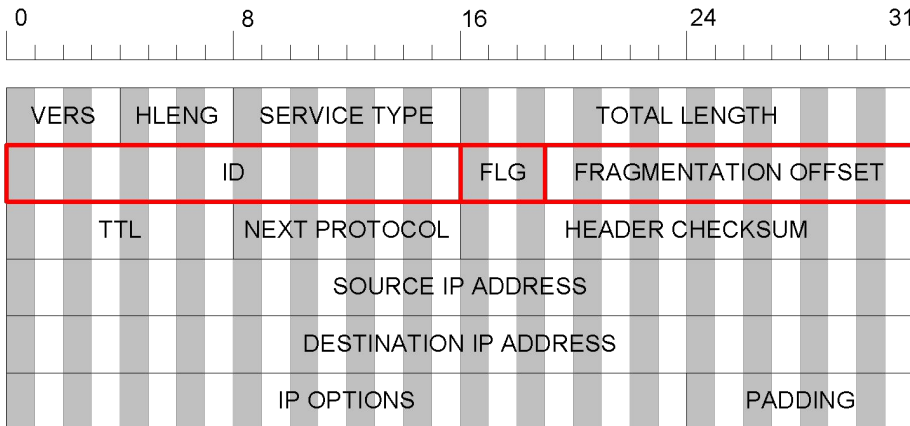 0 8 16 24 31
VERS HLENG SERVICE TYPE TOTAL LENGTH
ID FLG FRAGMENTATION OFFSET
TTL NEXT PROTOCOL HEADER CHECKSUM
SOURCE IP ADDRESS
DESTINATION IP ADDRESS
IP OPTIONS PADDING